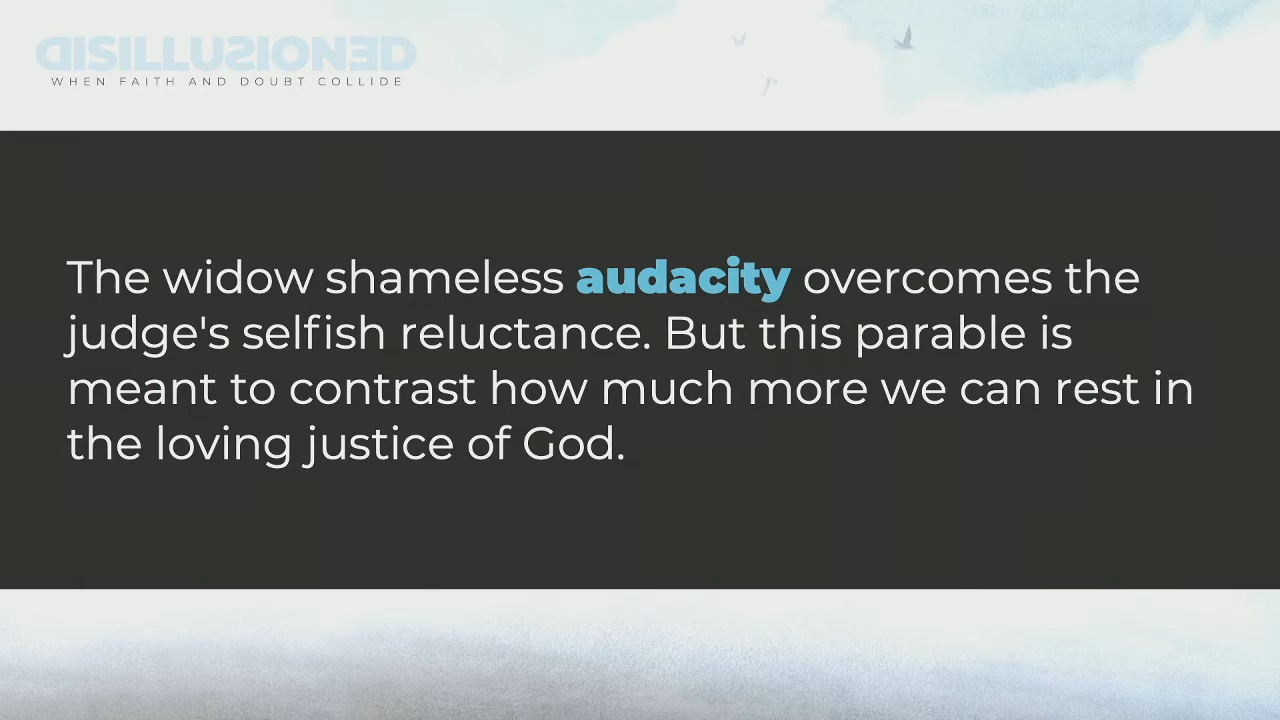 DISILLUSIONED
WHEN FAITH AND DOUBT COLLIDE
The widow shameless audacity overcomes the
judge's selfish reluctance. But this parable is
meant to contrast how much more we can rest in
the loving justice of God.